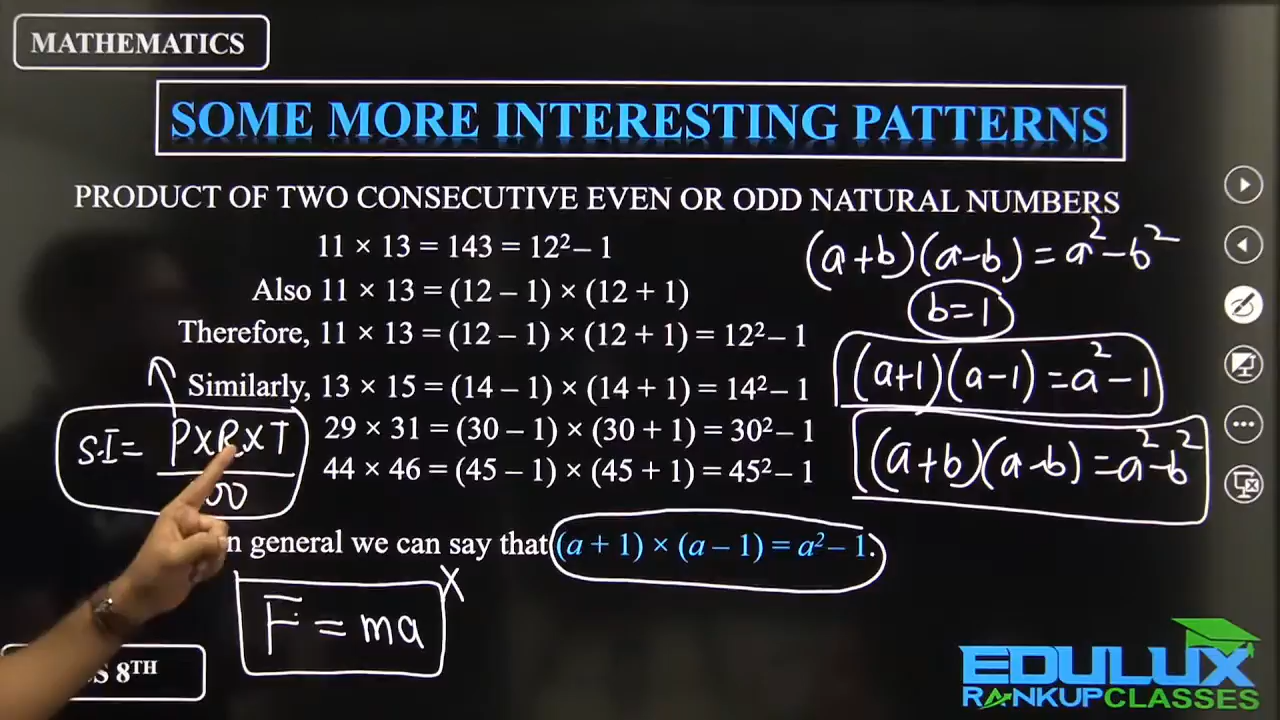 MATHEMATICS
SOME MORE INTERESTING PATTERNS
PRODUCT OF TWO CONSECUTIVE EVEN OR ODD NATURAL NUMBERS
11 × 13 = 143 = 12² – 1
Also 11 × 13 = (12 – 1) × (12 + 1)
Therefore, 11 × 13 = (12 – 1) × (12 + 1) = 12² – 1
Similarly, 13 × 15 = (14 – 1) × (14 + 1) = 14² – 1
29 × 31 = (30 – 1) × (30 + 1) = 30² – 1
44 × 46 = (45 – 1) × (45 + 1) = 45² – 1
n general we can say that (a + 1) × (a – 1) = a² – 1.
(a+b)(a-b) = a² - b²
b=1
(a+1)(a-1) = a² - 1
(a+b)(a-b) = a² - b²
S.I = P X R X T
00
F = ma
X
S 8TH
EDULUX
RANKUP CLASSES